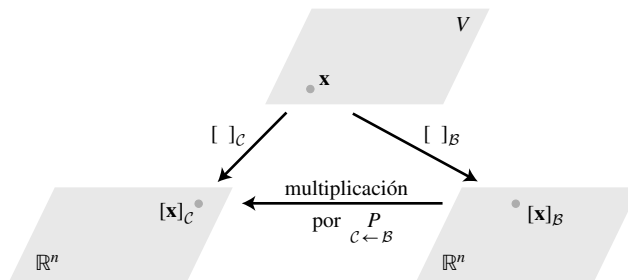 V
x
[ ]𝒞
[ ]ℬ
multiplicación
[x]𝒞
[x]ℬ
por P
𝒞←ℬ
ℝⁿ
ℝⁿ